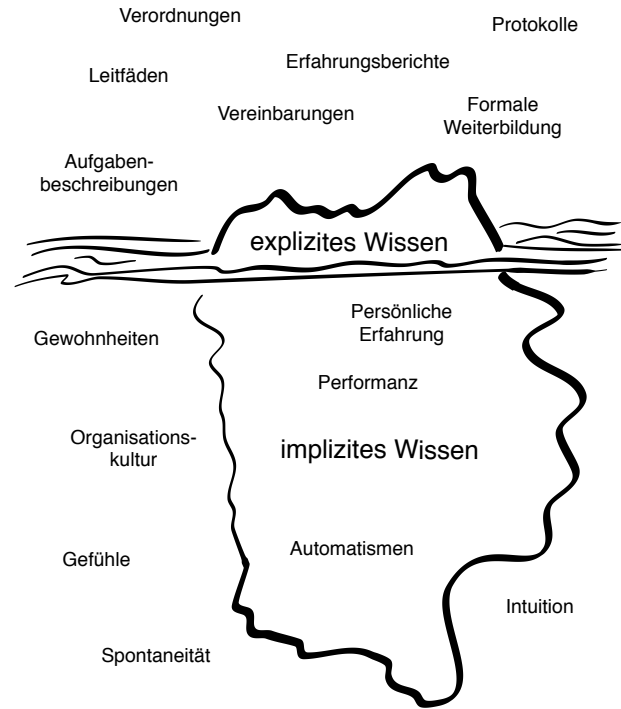 Verordnungen
Protokolle
Erfahrungsberichte
Leitfäden
Vereinbarungen
Formale
Weiterbildung
Aufgaben-
beschreibungen
explizites Wissen
Persönliche
Erfahrung
Gewohnheiten
Performanz
Organisations-
kultur
implizites Wissen
Automatismen
Gefühle
Intuition
Spontaneität